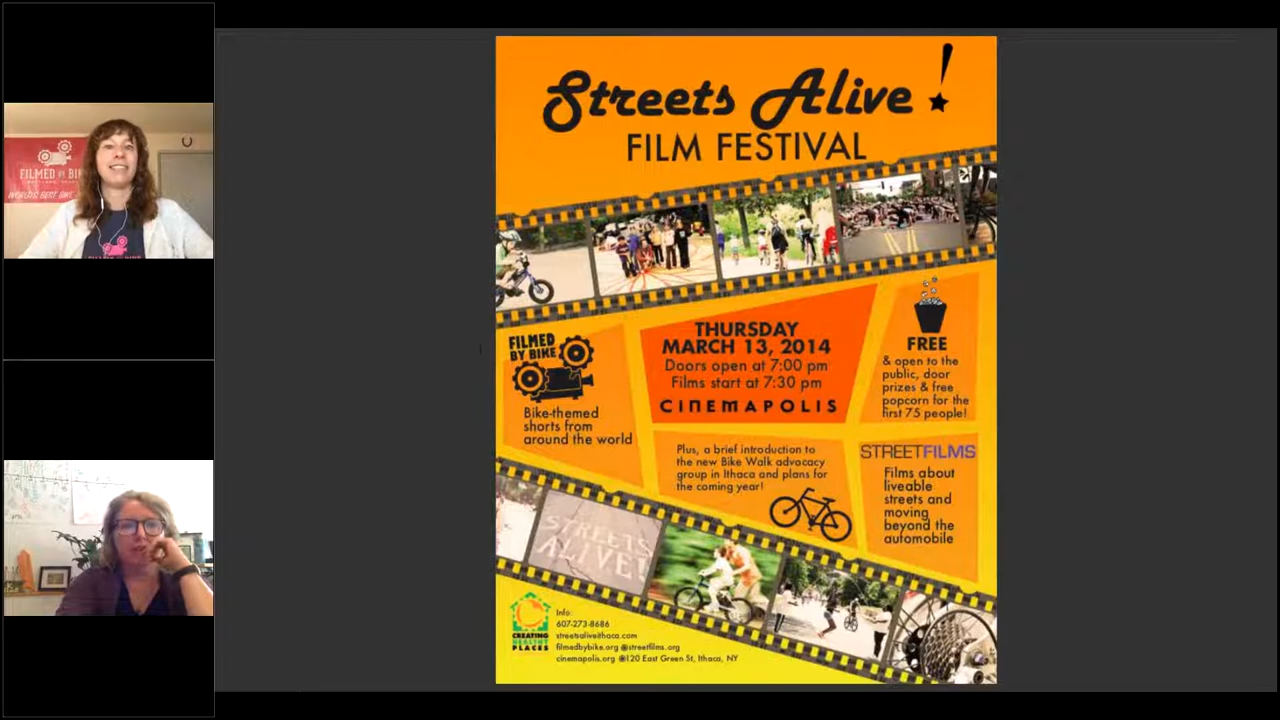 FILMED BY BIKE
WORLD'S BEST BIKE
Streets Alive!
FILM FESTIVAL
FILMED
BY BIKE
Bike-themed
shorts from
around the world
THURSDAY
MARCH 13, 2014
Doors open at 7:00 pm
Films start at 7:30 pm
CINEMAPOLIS
FREE
& open to the
public, door
prizes & free
popcorn for the
first 75 people!
Plus, a brief introduction to
the new Bike Walk advocacy
group in Ithaca and plans for
the coming year!
STREETFILMS
Films about
liveable
streets and
moving
beyond the
automobile
STREETS
ALIVE!
CREATING
HEALTHY
PLACES
Info:
607-273-8686
streetsaliveithaca.com
filmedbybike.org @streetfilms.org
cinemapolis.org @120 East Green St, Ithaca, NY